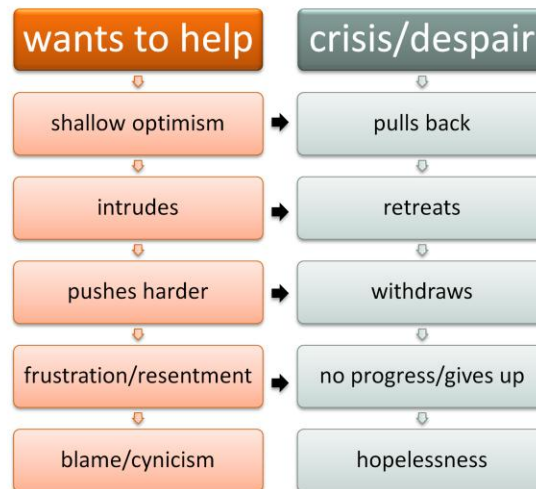 wants to help
crisis/despair
shallow optimism
pulls back
intrudes
retreats
pushes harder
withdraws
frustration/resentment
no progress/gives up
blame/cynicism
hopelessness